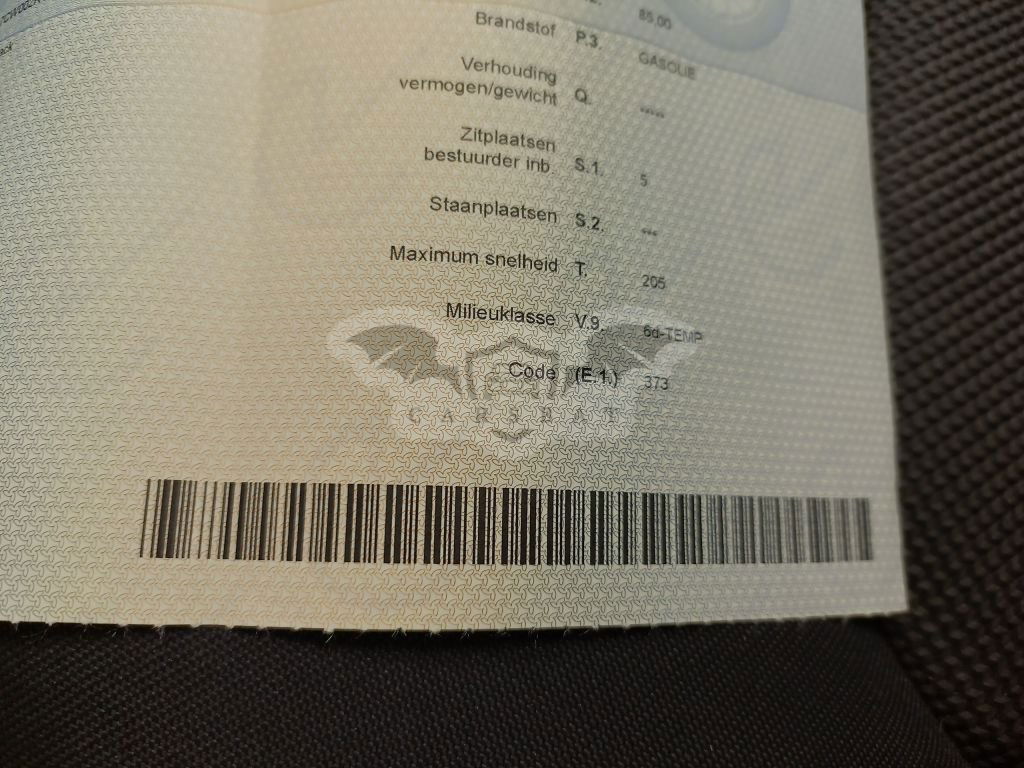 85.00
Brandstof P.3. GASOLIE
Verhouding
vermogen/gewicht Q. -----
Zitplaatsen
bestuurder inb. S.1. 5
Staanplaatsen S.2. ---
Maximum snelheid T. 205
Milieuklasse V.9. 6d-TEMP
Code (E.1.) 373
CARSBAT